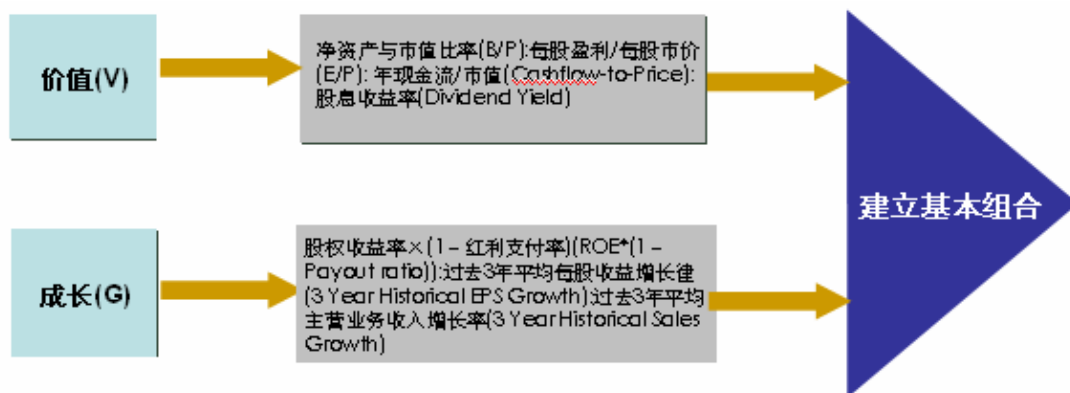 价值(V)
净资产与市值比率(B/P):每股盈利/每股市价
(E/P): 年现金流/市值(Cashflow-to-Price):
股息收益率(Dividend Yield)
建立基本组合
成长(G)
股权收益率×(1–红利支付率)(ROE*(1–
Payout ratio)):过去3年平均每股收益增长律
(3 Year Historical EPS Growth):过去3年平均
主营业务收入增长率(3 Year Historical Sales
Growth)